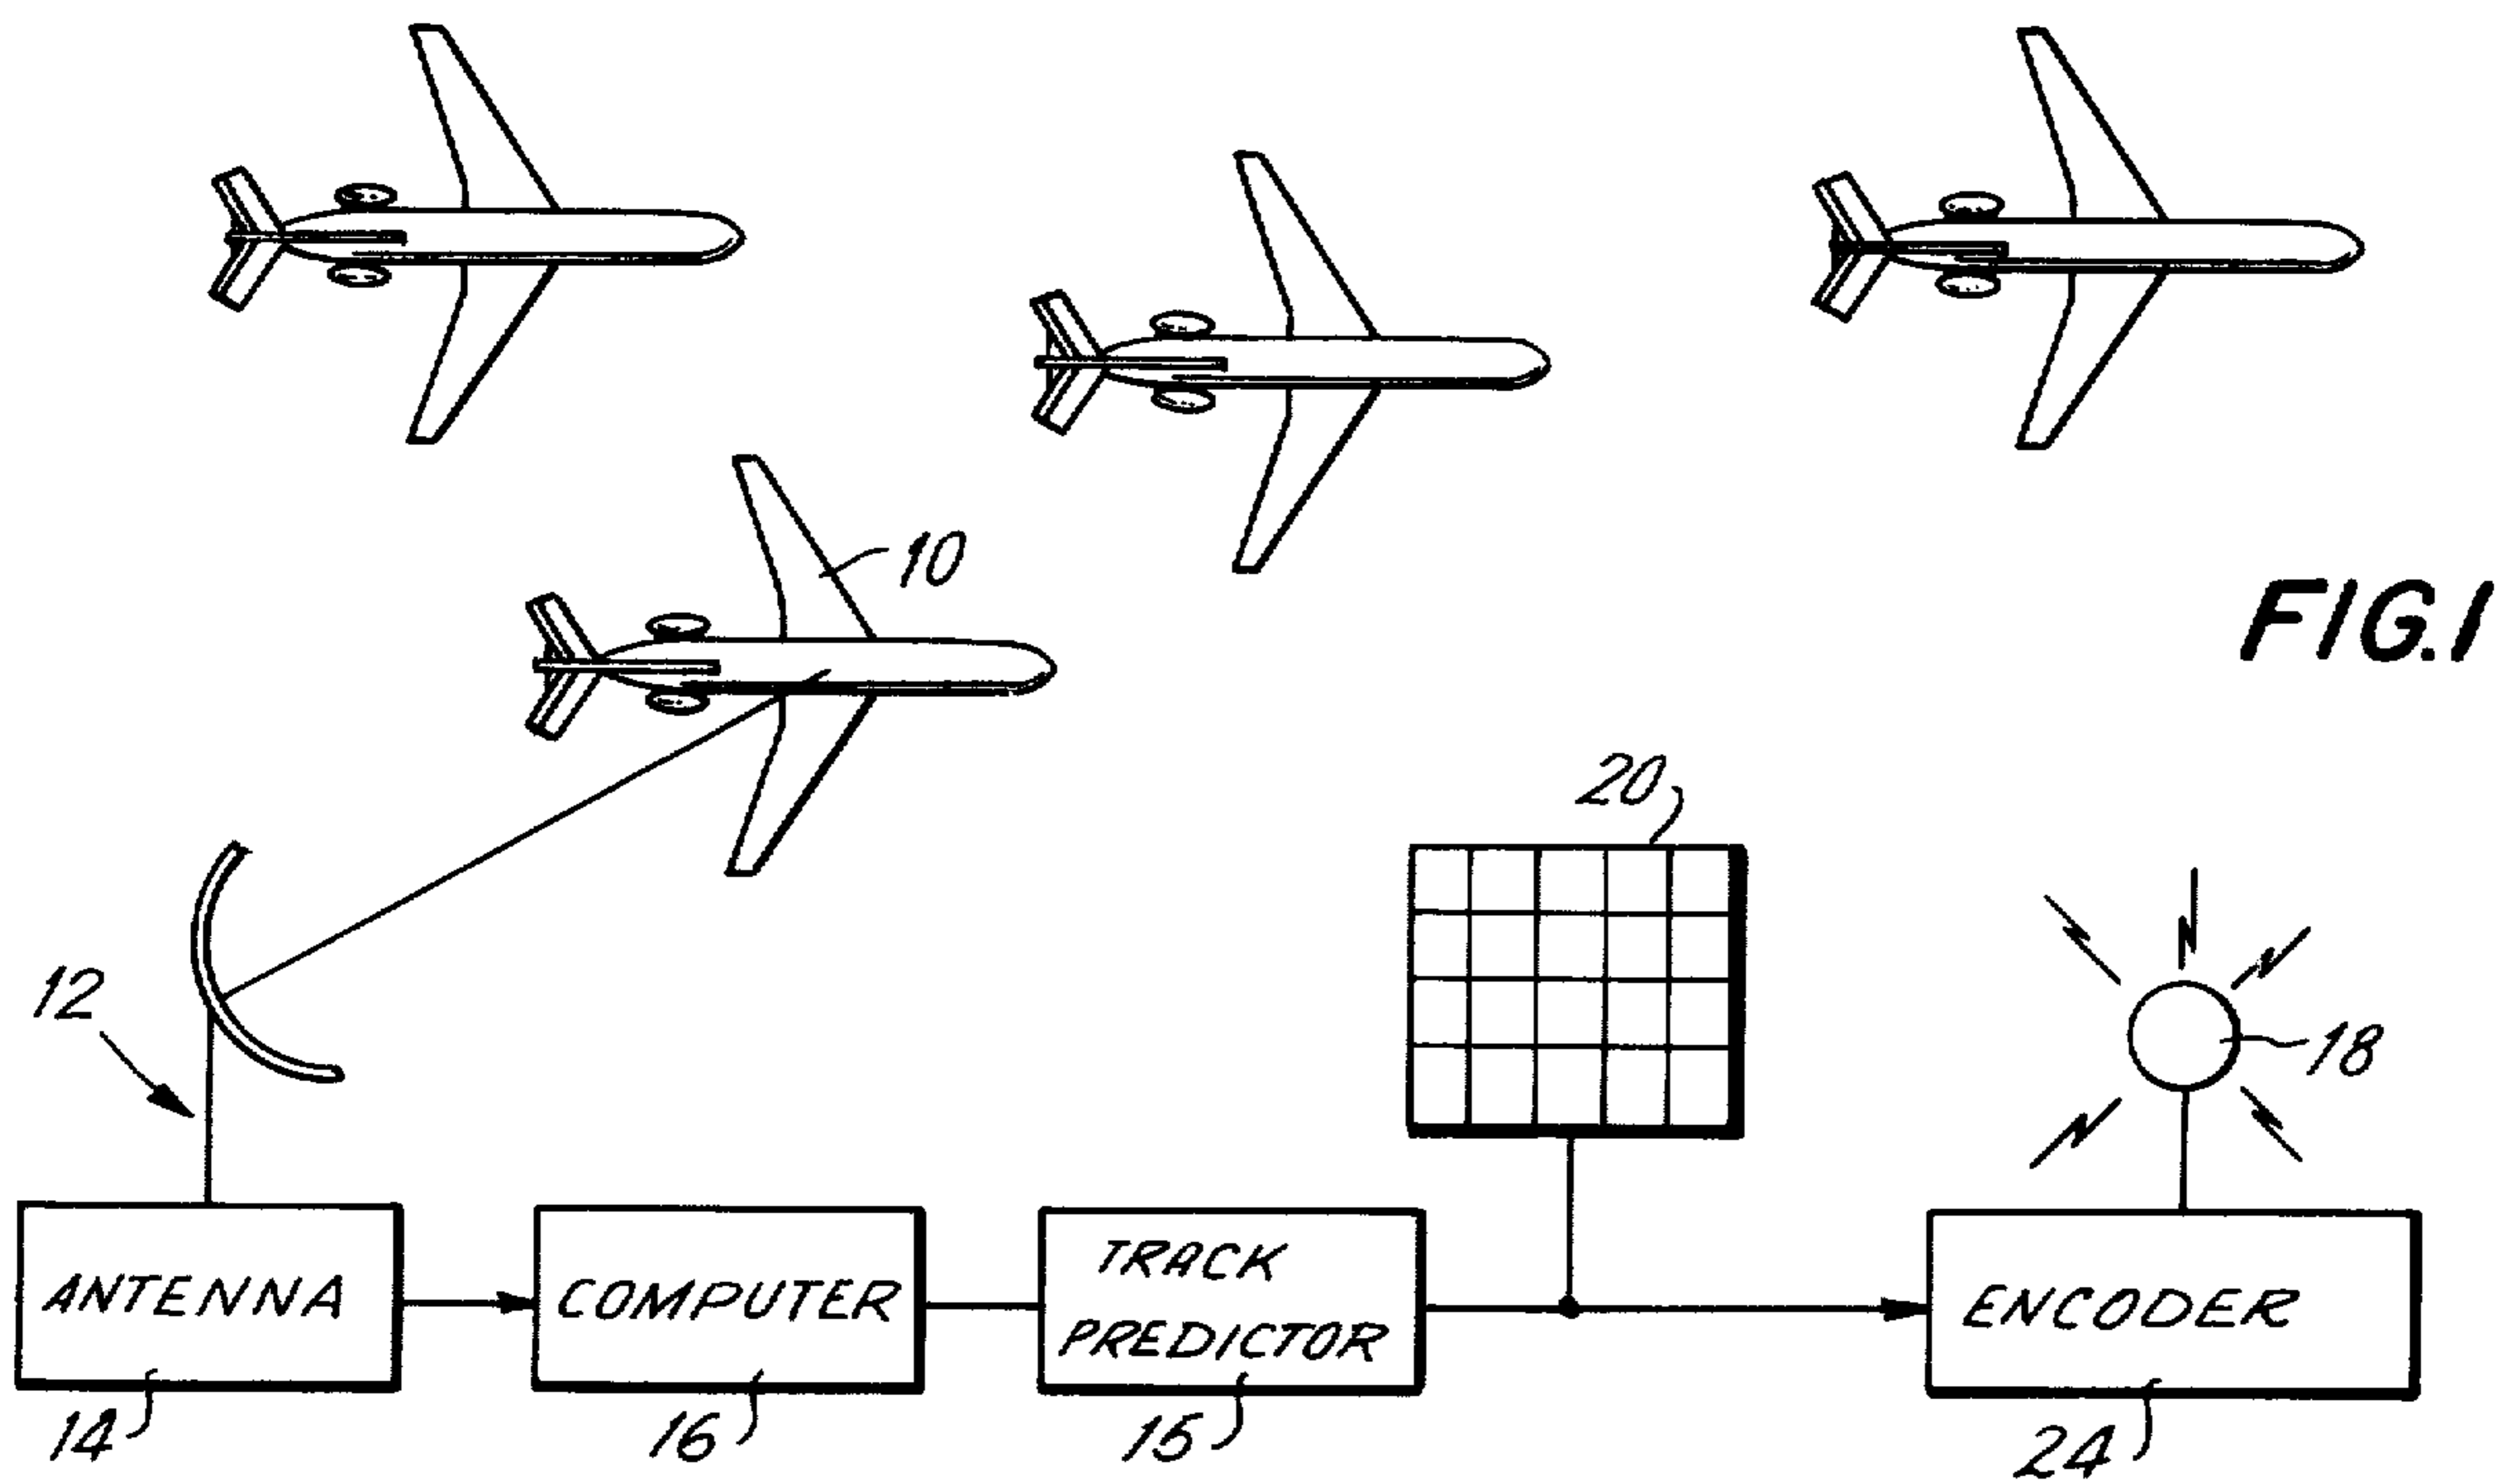 10
FIG.1
20
12
18
ANTENNA
COMPUTER
TRACK
PREDICTOR
ENCODER
14
16
15
24